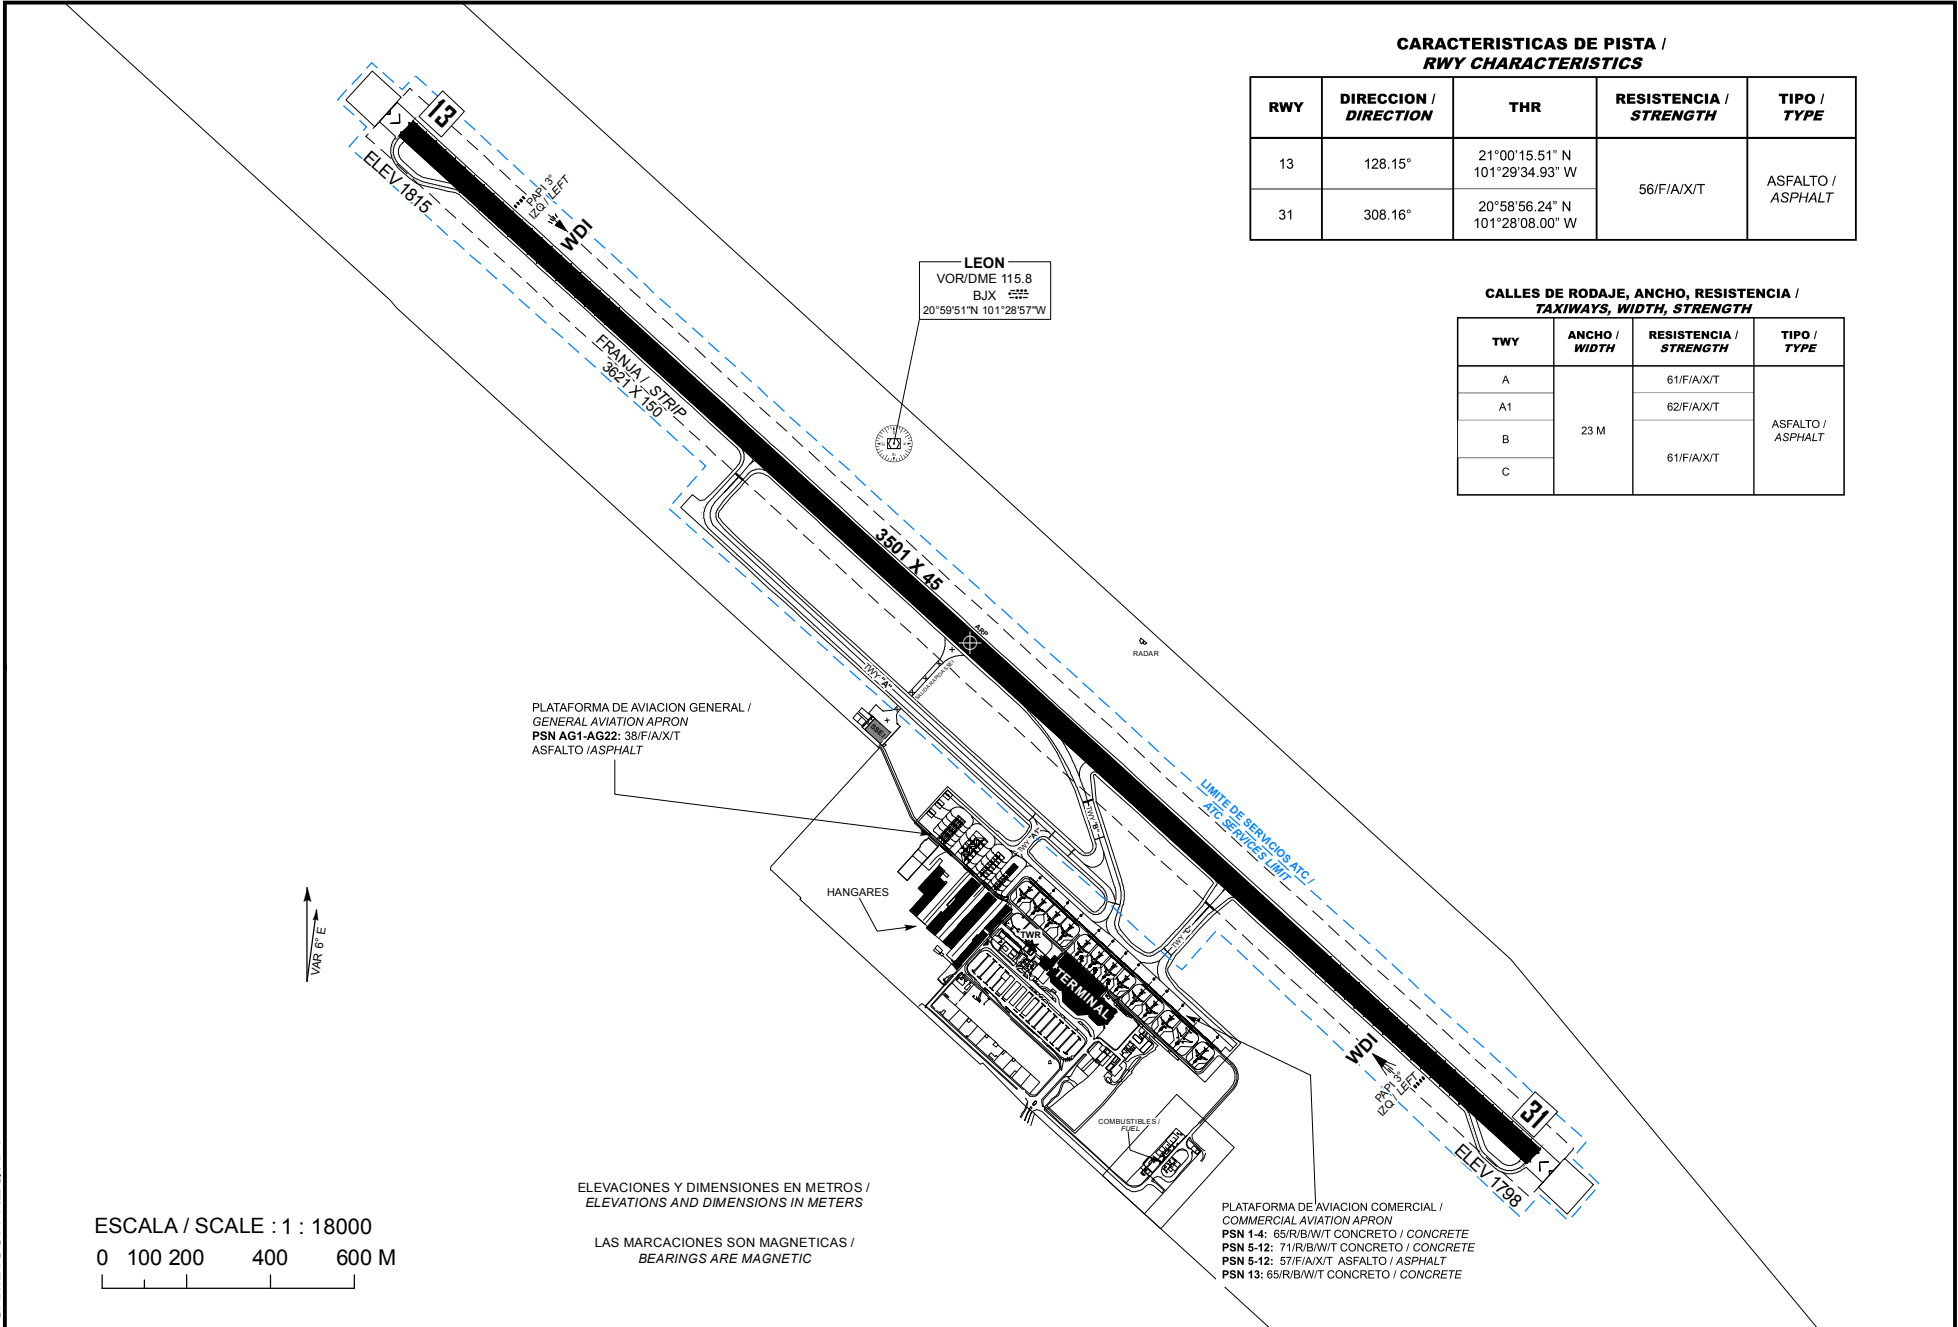 CARACTERISTICAS DE PISTA /
RWY CHARACTERISTICS
RWY
DIRECCION /
DIRECTION
THR
RESISTENCIA /
STRENGTH
TIPO /
TYPE
13
128.15°
21°00'15.51” N
101°29'34.93” W
31
308.16°
20°58'56.24” N
101°28'08.00” W
56/F/A/X/T
ASFALTO /
ASPHALT
CALLES DE RODAJE, ANCHO, RESISTENCIA /
TAXIWAYS, WIDTH, STRENGTH
TWY
ANCHO /
WIDTH
RESISTENCIA /
STRENGTH
TIPO /
TYPE
A
61/F/A/X/T
A1
62/F/A/X/T
B
C
23 M
61/F/A/X/T
ASFALTO /
ASPHALT
13
ELEV 1815
PAPI 3°
IZQ / LEFT
WDI
LEON
VOR/DME 115.8
BJX
20°59'51"N 101°28'57"W
FRANJA / STRIP
3621 X 150
3501 X 45
ARP
RADAR
TWY "A"
SALIDA RAPIDA SSEI
SSEI
PLATAFORMA DE AVIACION GENERAL /
GENERAL AVIATION APRON
PSN AG1-AG22: 38/F/A/X/T
ASFALTO /ASPHALT
LIMITE DE SERVICIOS ATC /
ATC SERVICES LIMIT
TWY "B"
TWY "A1"
TWY "C"
HANGARES
TWR
TERMINAL
VAR 6° E
WDI
PAPI 3°
IZQ / LEFT
31
ELEV 1798
COMBUSTIBLES /
FUEL
PLATAFORMA DE AVIACION COMERCIAL /
COMMERCIAL AVIATION APRON
PSN 1-4: 65/R/B/W/T CONCRETO / CONCRETE
PSN 5-12: 71/R/B/W/T CONCRETO / CONCRETE
PSN 5-12: 57/F/A/X/T ASFALTO / ASPHALT
PSN 13: 65/R/B/W/T CONCRETO / CONCRETE
ELEVACIONES Y DIMENSIONES EN METROS /
ELEVATIONS AND DIMENSIONS IN METERS
LAS MARCACIONES SON MAGNETICAS /
BEARINGS ARE MAGNETIC
ESCALA / SCALE : 1 : 18000
0 100 200 400 600 M